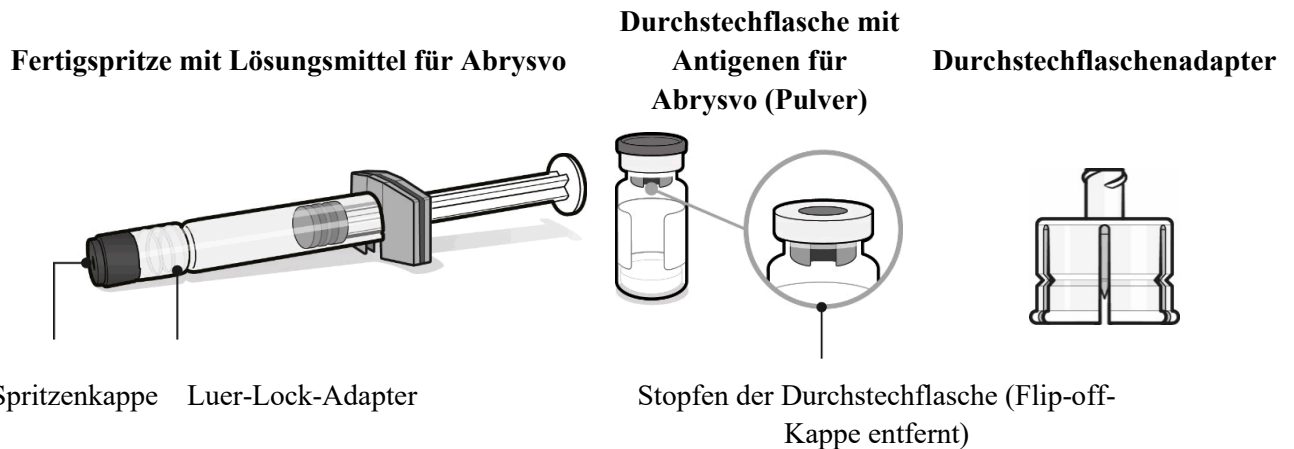 Fertigspritze mit Lösungsmittel für Abrysvo
Durchstechflasche mit
Antigenen für
Abrysvo (Pulver)
Durchstechflaschenadapter
Spritzenkappe
Luer-Lock-Adapter
Stopfen der Durchstechflasche (Flip-off-
Kappe entfernt)